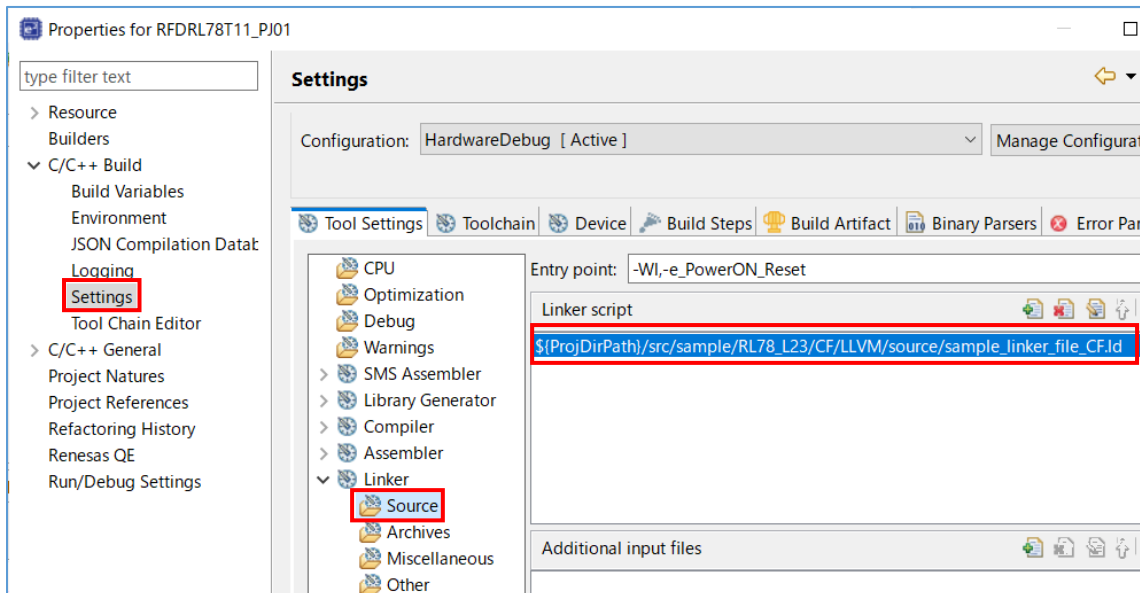 Properties for RFDRL78T11_PJ01
type filter text
Resource
Builders
C/C++ Build
Build Variables
Environment
JSON Compilation Datab
Logging
Settings
Tool Chain Editor
C/C++ General
Project Natures
Project References
Refactoring History
Renesas QE
Run/Debug Settings
Settings
Configuration: HardwareDebug [ Active ] Manage Configurat
Tool Settings Toolchain Device Build Steps Build Artifact Binary Parsers Error Par
CPU
Optimization
Debug
Warnings
SMS Assembler
Library Generator
Compiler
Assembler
Linker
Source
Archives
Miscellaneous
Other
Entry point: -Wl,-e_PowerON_Reset
Linker script
${ProjDirPath}/src/sample/RL78_L23/CF/LLVM/source/sample_linker_file_CF.ld
Additional input files